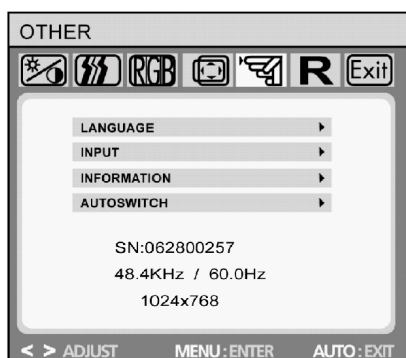 OTHER
RGB R Exit
LANGUAGE
INPUT
INFORMATION
AUTOSWITCH
SN:062800257
48.4KHz / 60.0Hz
1024x768
< > ADJUST MENU:ENTER AUTO:EXIT